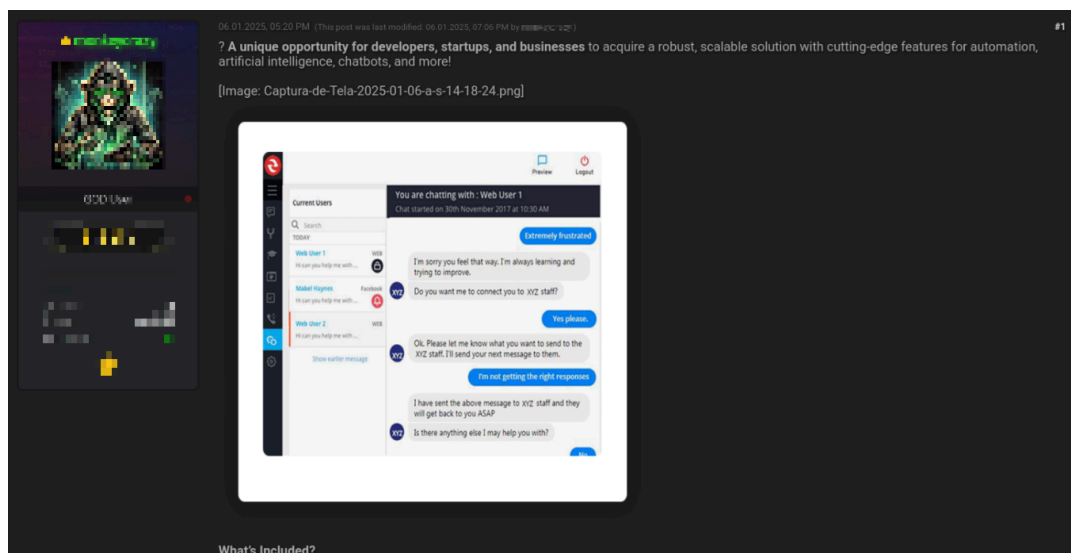 06.01.2025, 05:20 PM (This post was last modified: 06.01.2025, 07:06 PM by
#1
? A unique opportunity for developers, startups, and businesses to acquire a robust, scalable solution with cutting-edge features for automation,
artificial intelligence, chatbots, and more!
[Image: Captura-de-Tela-2025-01-06-a-s-14-18-24.png]
GOD User
Preview
Logout
Current Users
Search
TODAY
Web User 1
WEB
Hi can you help me with ...
Mabel Haynes
Facebook
Hi can you help me with ...
Web User 2
WEB
Hi can you help me with ...
Show earlier message
You are chatting with : Web User 1
Chat started on 30th November 2017 at 10:30 AM
Extremely frustrated
I'm sorry you feel that way. I'm always learning and
trying to improve.
XYZ
Do you want me to connect you to XYZ staff?
Yes please.
Ok. Please let me know what you want to send to the
XYZ staff. I'll send your next message to them.
XYZ
I'm not getting the right responses
I have sent the above message to XYZ staff and they
will get back to you ASAP
XYZ
Is there anything else I may help you with?
No
What's Included?